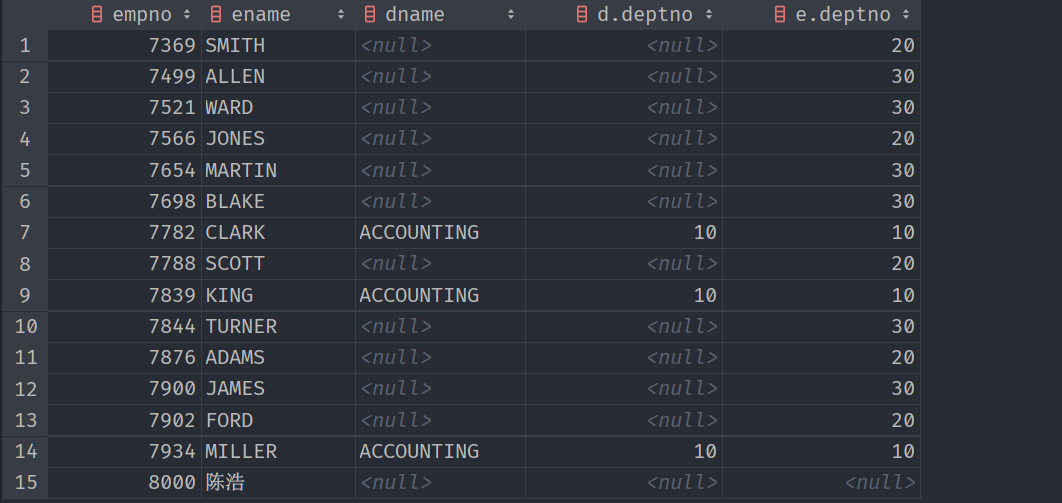 empno ename dname d.deptno e.deptno
1 7369 SMITH <null> <null> 20
2 7499 ALLEN <null> <null> 30
3 7521 WARD <null> <null> 30
4 7566 JONES <null> <null> 20
5 7654 MARTIN <null> <null> 30
6 7698 BLAKE <null> <null> 30
7 7782 CLARK ACCOUNTING 10 10
8 7788 SCOTT <null> <null> 20
9 7839 KING ACCOUNTING 10 10
10 7844 TURNER <null> <null> 30
11 7876 ADAMS <null> <null> 20
12 7900 JAMES <null> <null> 30
13 7902 FORD <null> <null> 20
14 7934 MILLER ACCOUNTING 10 10
15 8000 陈浩 <null> <null> <null>